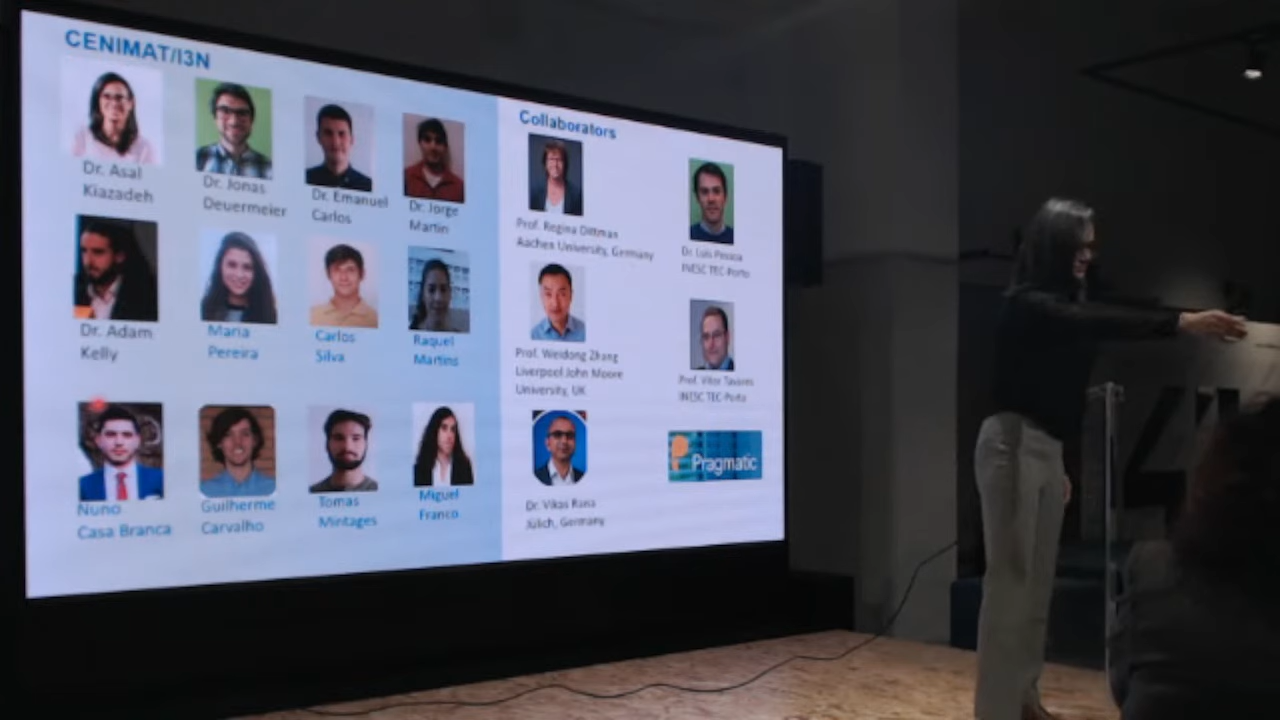 CENIMAT/I3N
Dr. Asal
Kiazadeh
Dr. Jonas
Deuermeier
Dr. Emanuel
Carlos
Dr. Jorge
Martin
Dr. Adam
Kelly
Maria
Pereira
Carlos
Silva
Raquel
Martins
Nuno
Casa Branca
Guilherme
Carvalho
Tomas
Mintages
Miguel
Franco
Collaborators
Prof. Regina Dittman
Aachen University, Germany
Dr. Luis Pessoa
INESC TEC-Porto
Prof. Weidong Zhang
Liverpool John Moore
University, UK
Prof. Vitor Tavares
INESC TEC-Porto
Dr. Vikas Rana
Jülich, Germany
Pragmatic